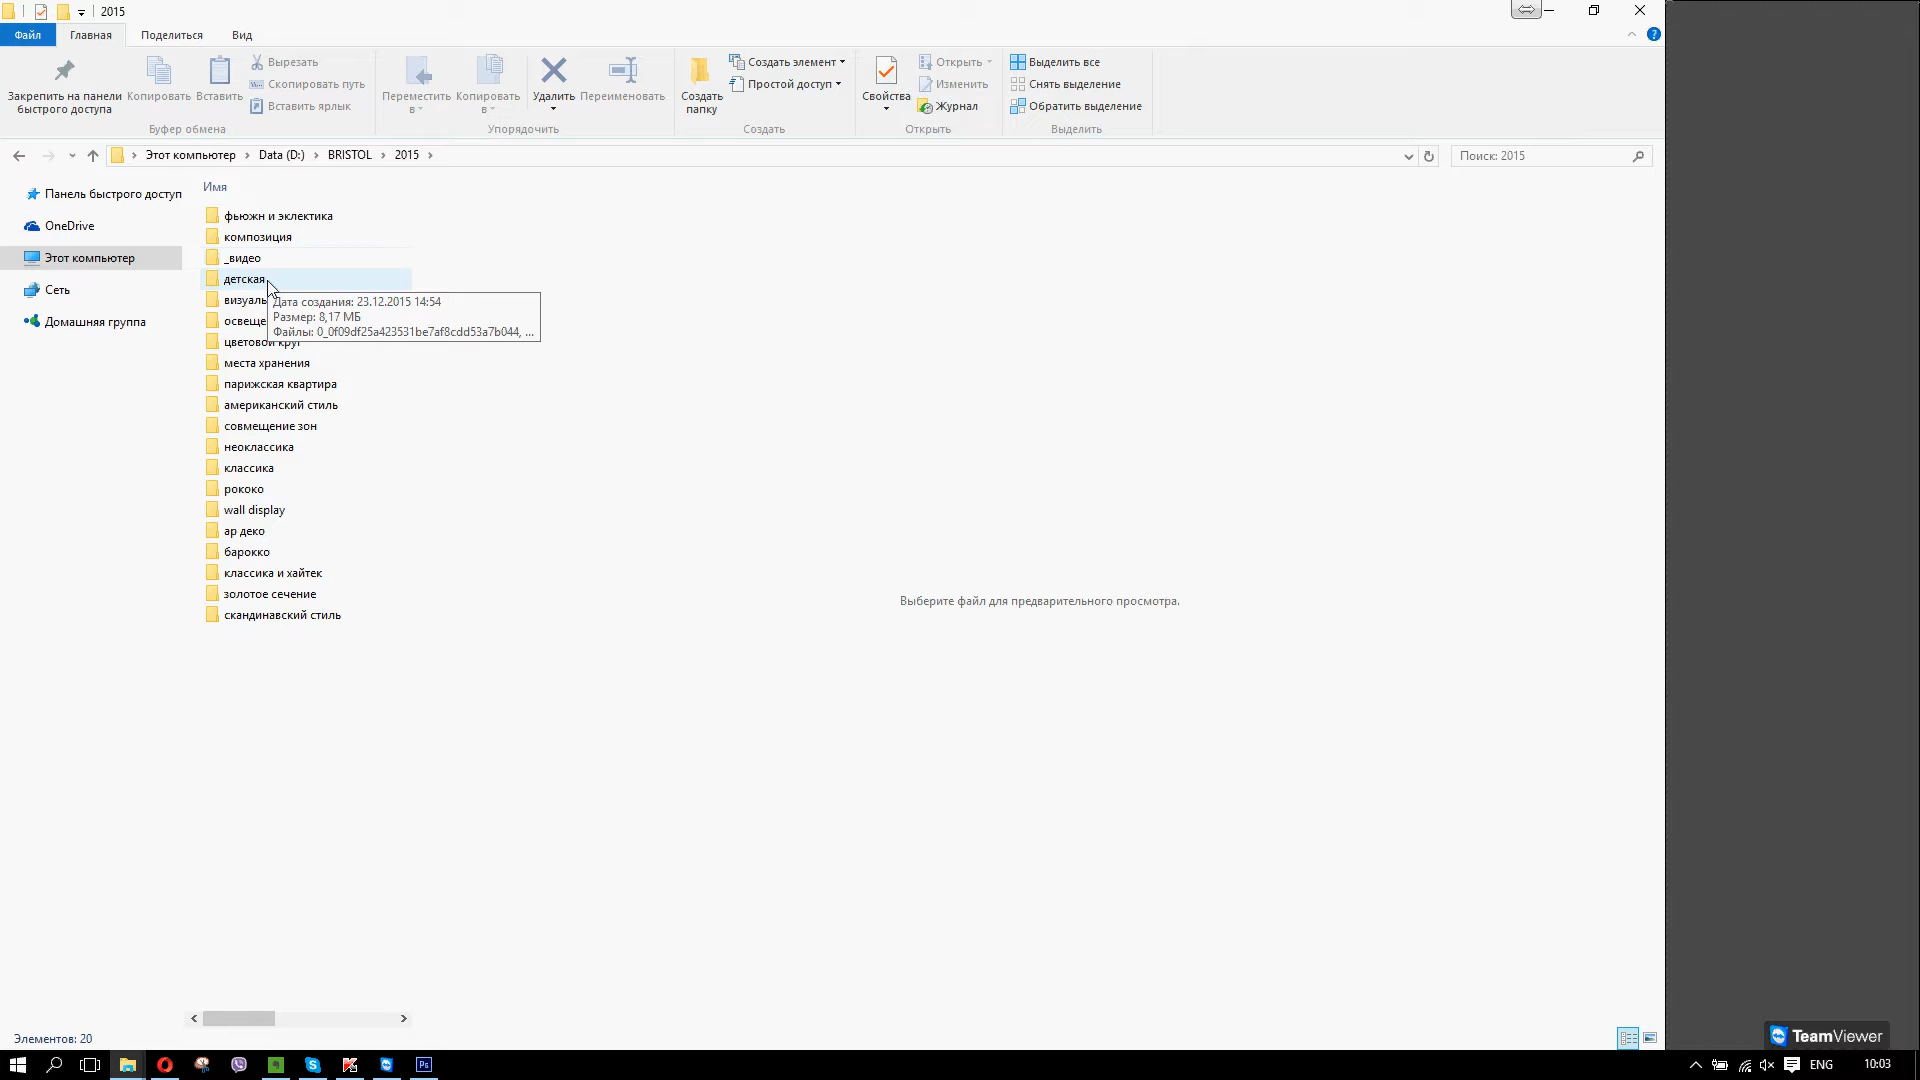 2015
Файл
Главная
Поделиться
Вид
Закрепить на панели
быстрого доступа
Копировать
Вставить
Вырезать
Скопировать путь
Вставить ярлык
Буфер обмена
Переместить
в
Копировать
в
Удалить
Переименовать
Упорядочить
Создать
папку
Создать элемент
Простой доступ
Создать
Свойства
Открыть
Изменить
Журнал
Открыть
Выделить все
Снять выделение
Обратить выделение
Выделить
Этот компьютер
Data (D:)
BRISTOL
2015
Поиск: 2015
Панель быстрого доступ
OneDrive
Этот компьютер
Сеть
Домашняя группа
Имя
фьюжн и эклектика
композиция
_видео
детская
визуаль
освеще
цветовой круг
места хранения
парижская квартира
американский стиль
совмещение зон
неоклассика
классика
рококо
wall display
ар деко
барокко
классика и хайтек
золотое сечение
скандинавский стиль
Дата создания: 23.12.2015 14:54
Размер: 8,17 МБ
Файлы: 0_0f09df25a423531be7af8cdd53a7b044, ...
Выберите файл для предварительного просмотра.
Элементов: 20
TeamViewer
Ps
ENG
10:03